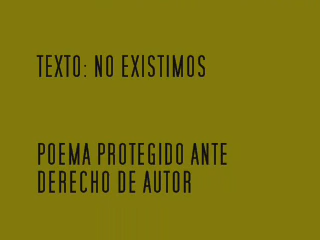 TEXTO: NO EXISTIMOS
POEMA PROTEGIDO ANTE
DERECHO DE AUTOR